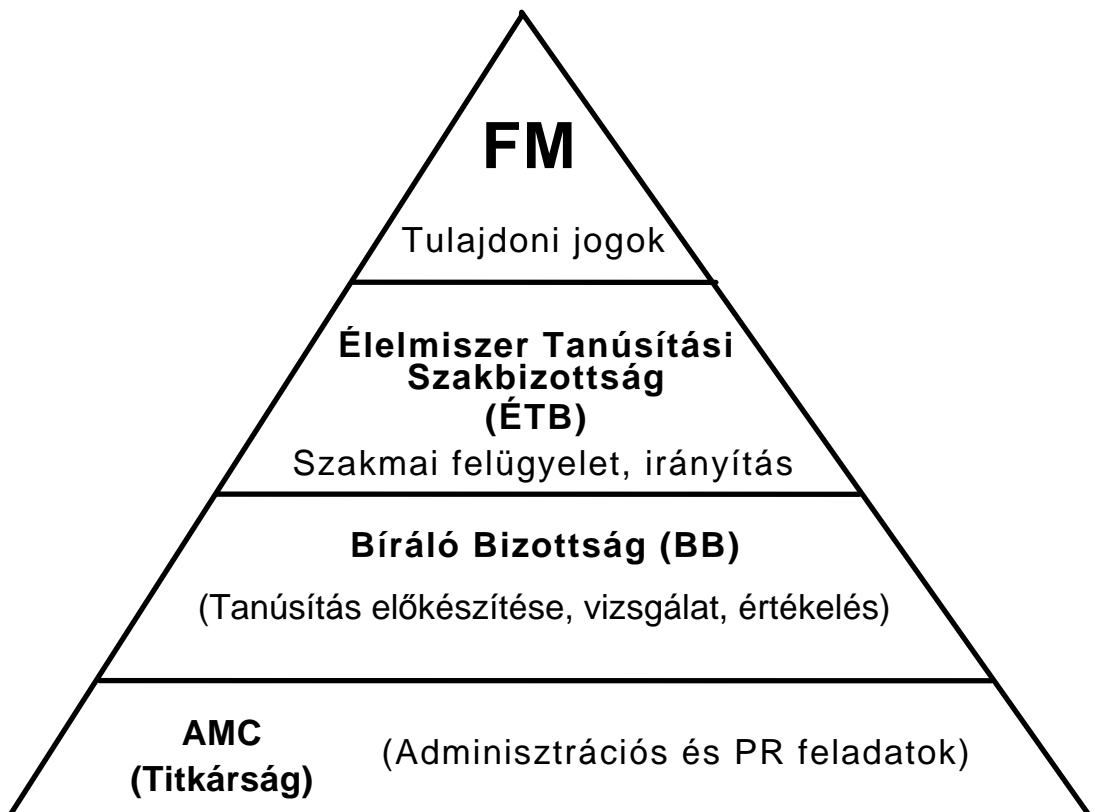 FM
Tulajdoni jogok
Élelmiszer Tanúsítási
Szakbizottság
(ÉTB)
Szakmai felügyelet, irányítás
Bíráló Bizottság (BB)
(Tanúsítás előkészítése, vizsgálat, értékelés)
AMC
(Titkárság)
(Adminisztrációs és PR feladatok)